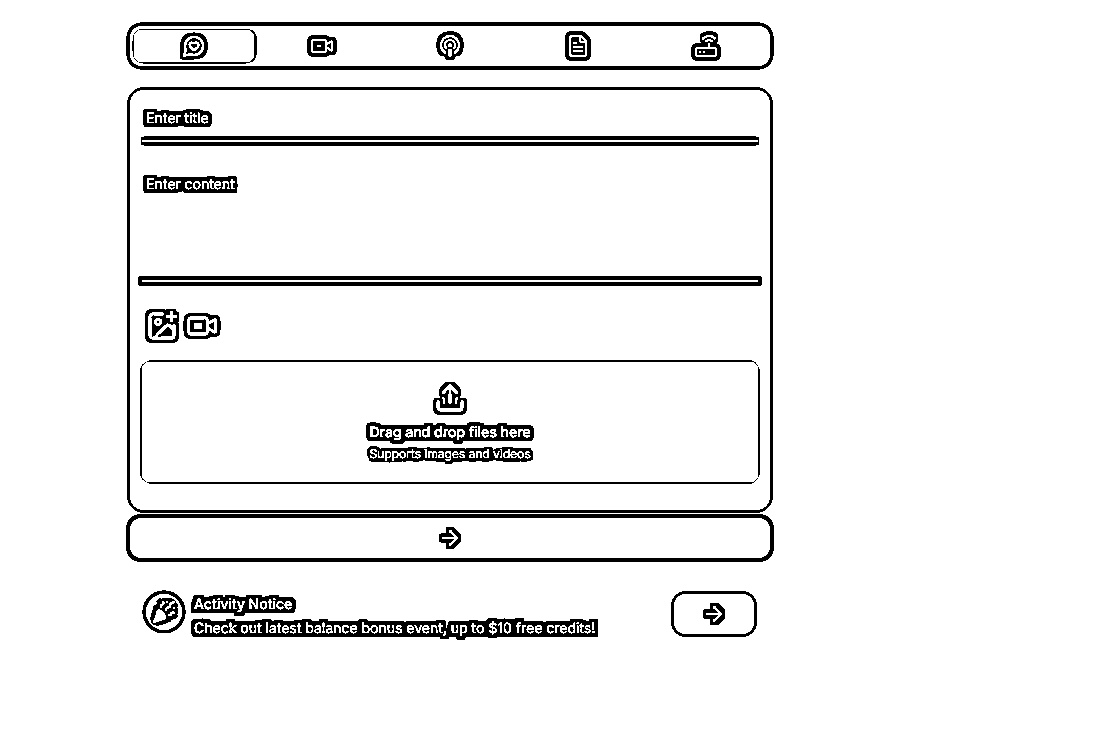 Enter title
Enter content
Drag and drop files here
Supports images and videos
Activity Notice
Check out latest balance bonus event, up to $10 free credits!